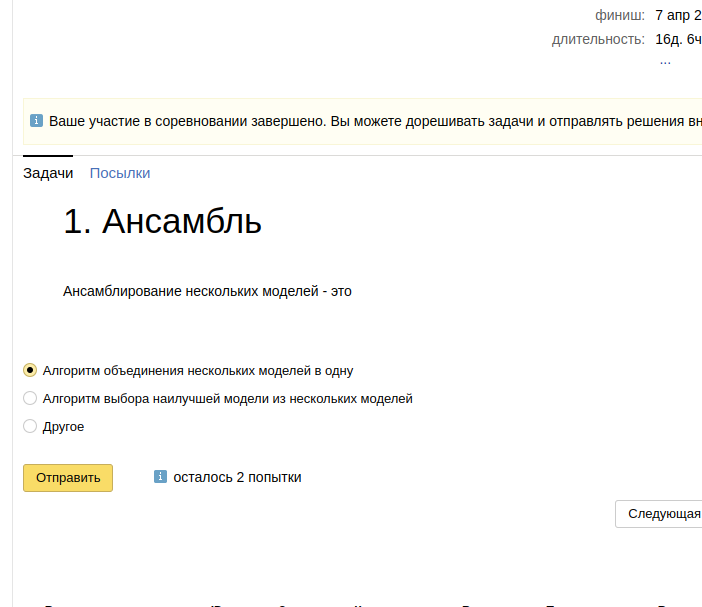 финиш: 7 апр 2
длительность: 16д. 6ч
...
Ваше участие в соревновании завершено. Вы можете дорешивать задачи и отправлять решения вн
Задачи Посылки
1. Ансамбль
Ансамблирование нескольких моделей - это
Алгоритм объединения нескольких моделей в одну
Алгоритм выбора наилучшей модели из нескольких моделей
Другое
Отправить осталось 2 попытки
Следующая